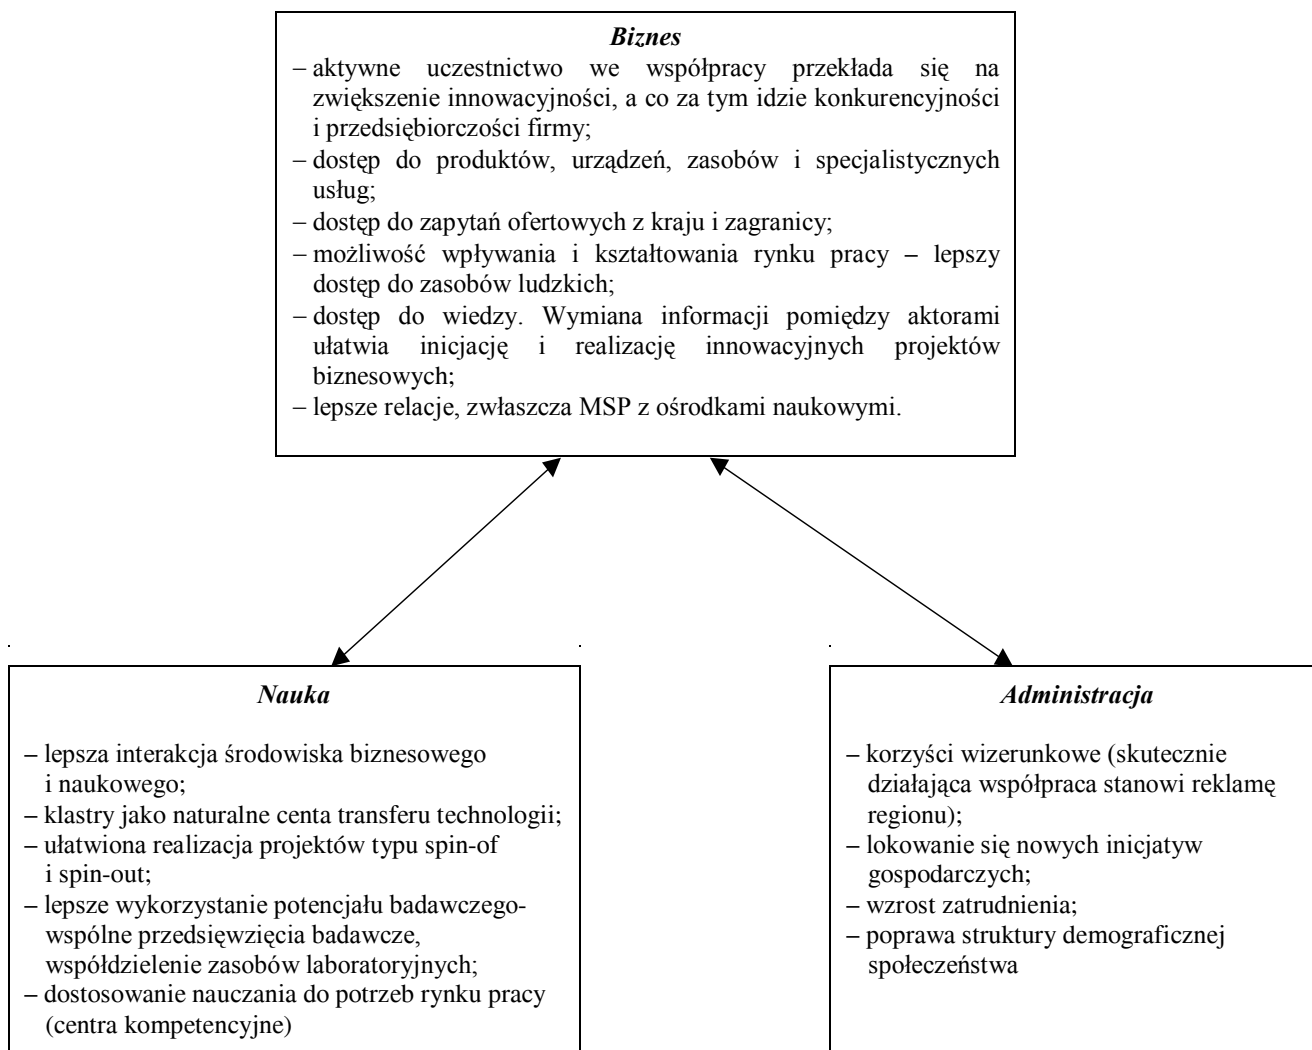 Biznes
– aktywne uczestnictwo we współpracy przekłada się na
zwiększenie innowacyjności, a co za tym idzie konkurencyjności
i przedsiębiorczości firmy;
– dostęp do produktów, urządzeń, zasobów i specjalistycznych
usług;
– dostęp do zapytań ofertowych z kraju i zagranicy;
– możliwość wpływania i kształtowania rynku pracy – lepszy
dostęp do zasobów ludzkich;
– dostęp do wiedzy. Wymiana informacji pomiędzy aktorami
ułatwia inicjację i realizację innowacyjnych projektów
biznesowych;
– lepsze relacje, zwłaszcza MSP z ośrodkami naukowymi.
Nauka
– lepsza interakcja środowiska biznesowego
i naukowego;
– klastry jako naturalne centa transferu technologii;
– ułatwiona realizacja projektów typu spin-of
i spin-out;
– lepsze wykorzystanie potencjału badawczego-
wspólne przedsięwzięcia badawcze,
współdzielenie zasobów laboratoryjnych;
– dostosowanie nauczania do potrzeb rynku pracy
(centra kompetencyjne)
Administracja
– korzyści wizerunkowe (skutecznie
działająca współpraca stanowi reklamę
regionu);
– lokowanie się nowych inicjatyw
gospodarczych;
– wzrost zatrudnienia;
– poprawa struktury demograficznej
społeczeństwa